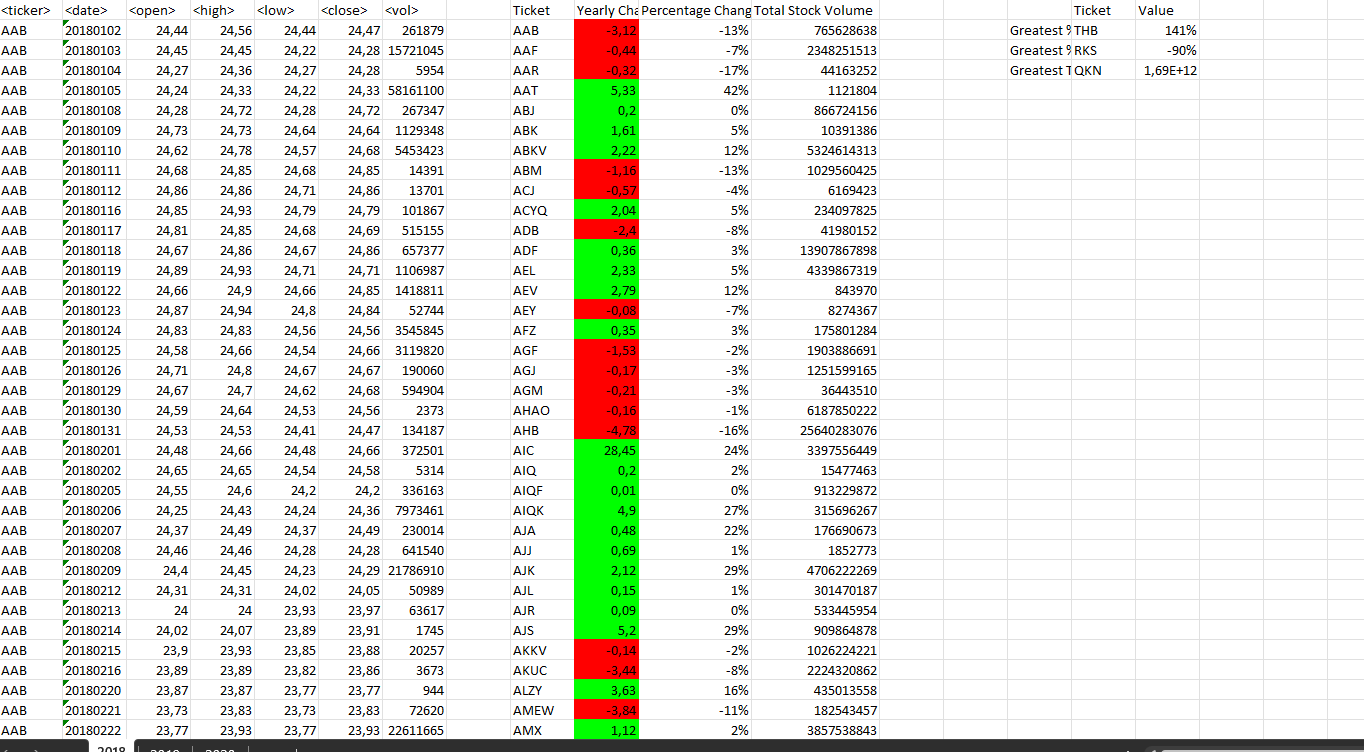 <ticker> <date> <open> <high> <low> <close> <vol> Ticket Yearly Cha Percentage Chang Total Stock Volume Ticket Value
AAB 20180102 24,44 24,56 24,44 24,47 261879 AAB -3,12 -13% 765628638 Greatest % THB 141%
AAB 20180103 24,45 24,45 24,22 24,28 15721045 AAF -0,44 -7% 2348251513 Greatest % RKS -90%
AAB 20180104 24,27 24,36 24,27 24,28 5954 AAR -0,32 -17% 44163252 Greatest T QKN 1,69E+12
AAB 20180105 24,24 24,33 24,22 24,33 58161100 AAT 5,33 42% 1121804
AAB 20180108 24,28 24,72 24,28 24,72 267347 ABJ 0,2 0% 866724156
AAB 20180109 24,73 24,73 24,64 24,64 1129348 ABK 1,61 5% 10391386
AAB 20180110 24,62 24,78 24,57 24,68 5453423 ABKV 2,22 12% 5324614313
AAB 20180111 24,68 24,85 24,68 24,85 14391 ABM -1,16 -13% 1029560425
AAB 20180112 24,86 24,86 24,71 24,86 13701 ACJ -0,57 -4% 6169423
AAB 20180116 24,85 24,93 24,79 24,79 101867 ACYQ 2,04 5% 234097825
AAB 20180117 24,81 24,85 24,68 24,69 515155 ADB -2,4 -8% 41980152
AAB 20180118 24,67 24,86 24,67 24,86 657377 ADF 0,36 3% 13907867898
AAB 20180119 24,89 24,93 24,71 24,71 1106987 AEL 2,33 5% 4339867319
AAB 20180122 24,66 24,9 24,66 24,85 1418811 AEV 2,79 12% 843970
AAB 20180123 24,87 24,94 24,8 24,84 52744 AEY -0,08 -7% 8274367
AAB 20180124 24,83 24,83 24,56 24,56 3545845 AFZ 0,35 3% 175801284
AAB 20180125 24,58 24,66 24,54 24,66 3119820 AGF -1,53 -2% 1903886691
AAB 20180126 24,71 24,8 24,67 24,67 190060 AGJ -0,17 -3% 1251599165
AAB 20180129 24,67 24,7 24,62 24,68 594904 AGM -0,21 -3% 36443510
AAB 20180130 24,59 24,64 24,53 24,56 2373 AHAO -0,16 -1% 6187850222
AAB 20180131 24,53 24,53 24,41 24,47 134187 AHB -4,78 -16% 25640283076
AAB 20180201 24,48 24,66 24,48 24,66 372501 AIC 28,45 24% 3397556449
AAB 20180202 24,65 24,65 24,54 24,58 5314 AIQ 0,2 2% 15477463
AAB 20180205 24,55 24,6 24,2 24,2 336163 AIQF 0,01 0% 913229872
AAB 20180206 24,25 24,43 24,24 24,36 7973461 AIQK 4,9 27% 315696267
AAB 20180207 24,37 24,49 24,37 24,49 230014 AJA 0,48 22% 176690673
AAB 20180208 24,46 24,46 24,28 24,28 641540 AJJ 0,69 1% 1852773
AAB 20180209 24,4 24,45 24,23 24,29 21786910 AJK 2,12 29% 4706222269
AAB 20180212 24,31 24,31 24,02 24,05 50989 AJL 0,15 1% 301470187
AAB 20180213 24 24 23,93 23,97 63617 AJR 0,09 0% 533445954
AAB 20180214 24,02 24,07 23,89 23,91 1745 AJS 5,2 29% 909864878
AAB 20180215 23,9 23,93 23,85 23,88 20257 AKKV -0,14 -2% 1026224221
AAB 20180216 23,89 23,89 23,82 23,86 3673 AKUC -3,44 -8% 2224320862
AAB 20180220 23,87 23,87 23,77 23,77 944 ALZY 3,63 16% 435013558
AAB 20180221 23,73 23,83 23,73 23,83 72620 AMEW -3,84 -11% 182543457
AAB 20180222 23,77 23,93 23,77 23,93 22611665 AMX 1,12 2% 3857538843
2018 2019 2020